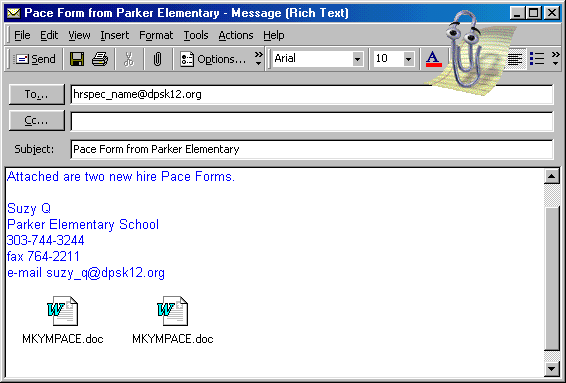 Pace Form from Parker Elementary - Message (Rich Text)
File Edit View Insert Format Tools Actions Help
Send Options... Arial 10 A
To... hrspec_name@dpsk12.org
Cc...
Subject: Pace Form from Parker Elementary
Attached are two new hire Pace Forms.
Suzy Q
Parker Elementary School
303-744-3244
fax 764-2211
e-mail suzy_q@dpsk12.org
MKYMPACE.doc MKYMPACE.doc